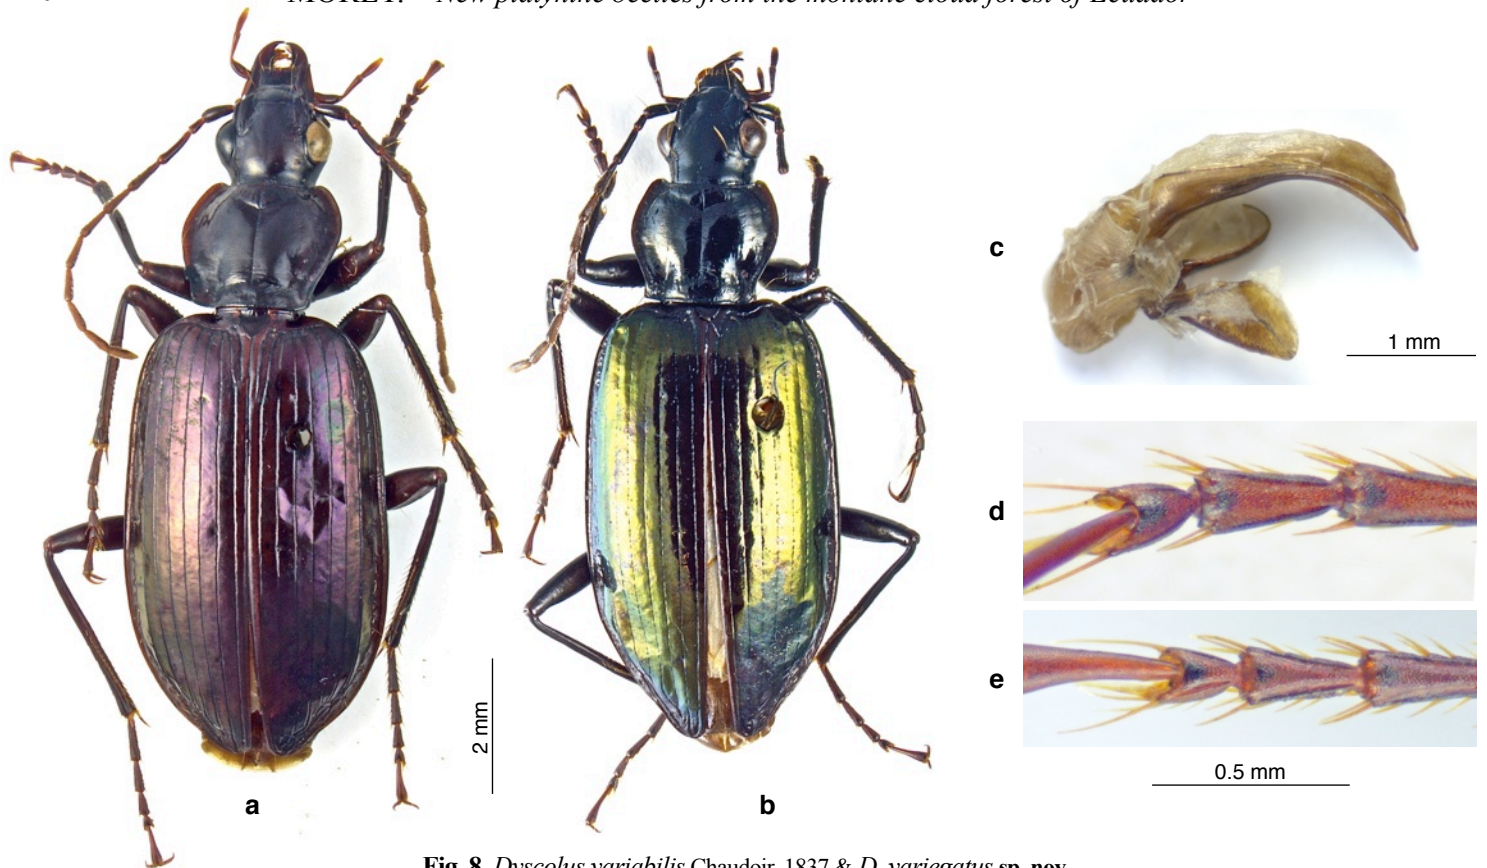 MORET. – New platynine beetles from the montane cloud forest of Ecuador
c
1 mm
d
e
2 mm
0.5 mm
a
b
Fig. 8. Dyscolus variabilis Chaudoir, 1837 & D. variegatus sp. nov.